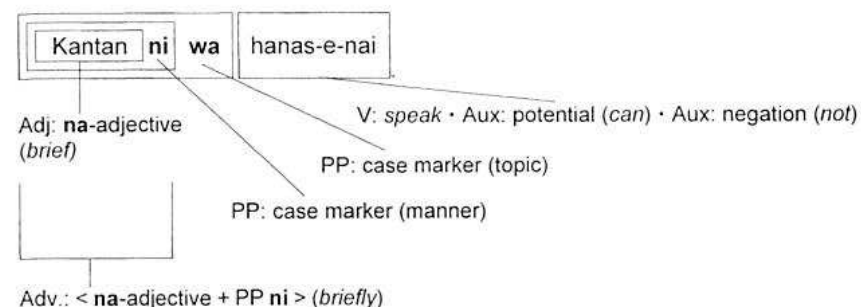 Kantan ni wa hanas-e-nai.
V: speak・Aux: potential (can)・Aux: negation (not)
Adj: na-adjective
(brief)
PP: case marker (topic)
PP: case marker (manner)
Adv.: < na-adjective + PP ni > (briefly)